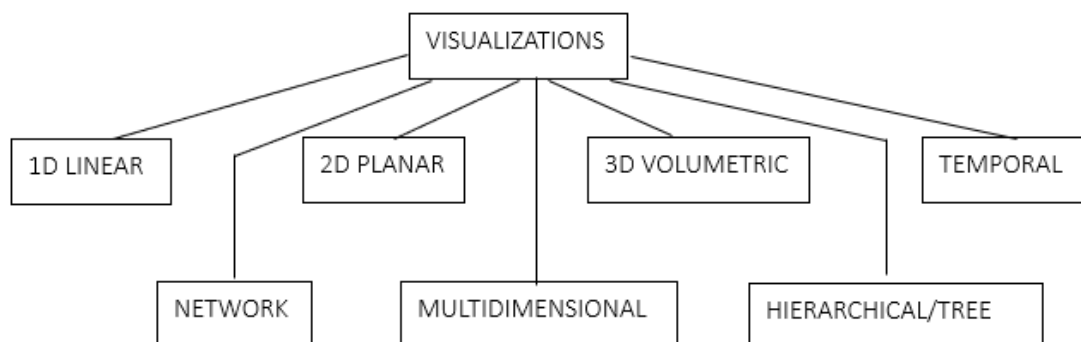 VISUALIZATIONS
1D LINEAR
2D PLANAR
3D VOLUMETRIC
TEMPORAL
NETWORK
MULTIDIMENSIONAL
HIERARCHICAL/TREE